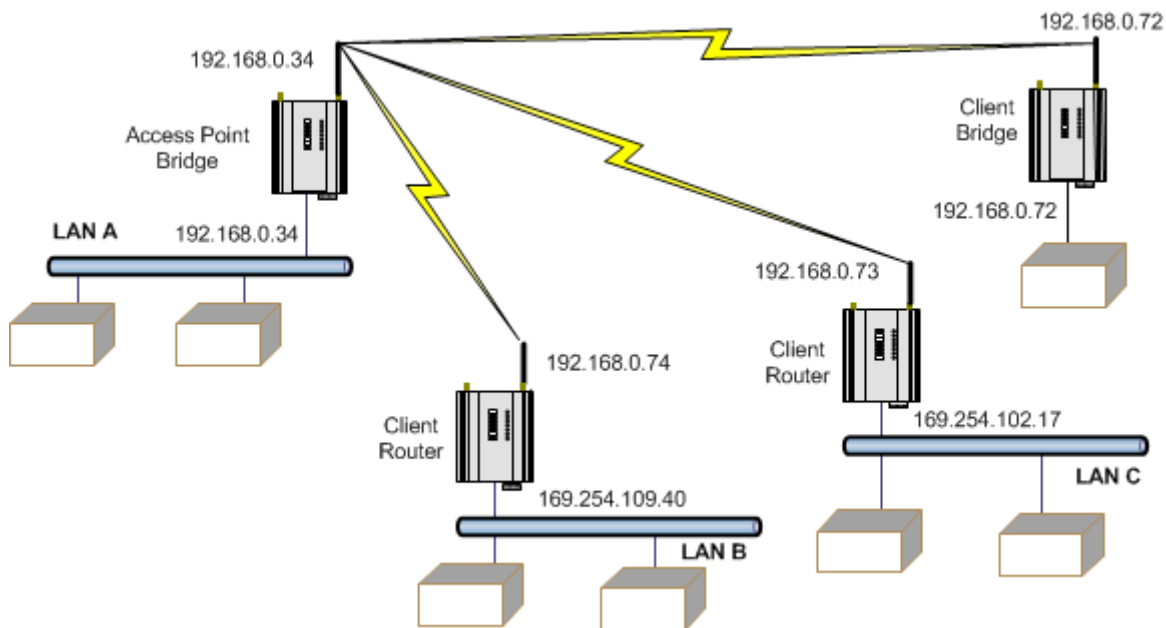 192.168.0.72
192.168.0.34
Client
Bridge
Access Point
Bridge
192.168.0.72
LAN A
192.168.0.34
192.168.0.73
Client
Router
192.168.0.74
Client
Router
169.254.102.17
LAN C
169.254.109.40
LAN B